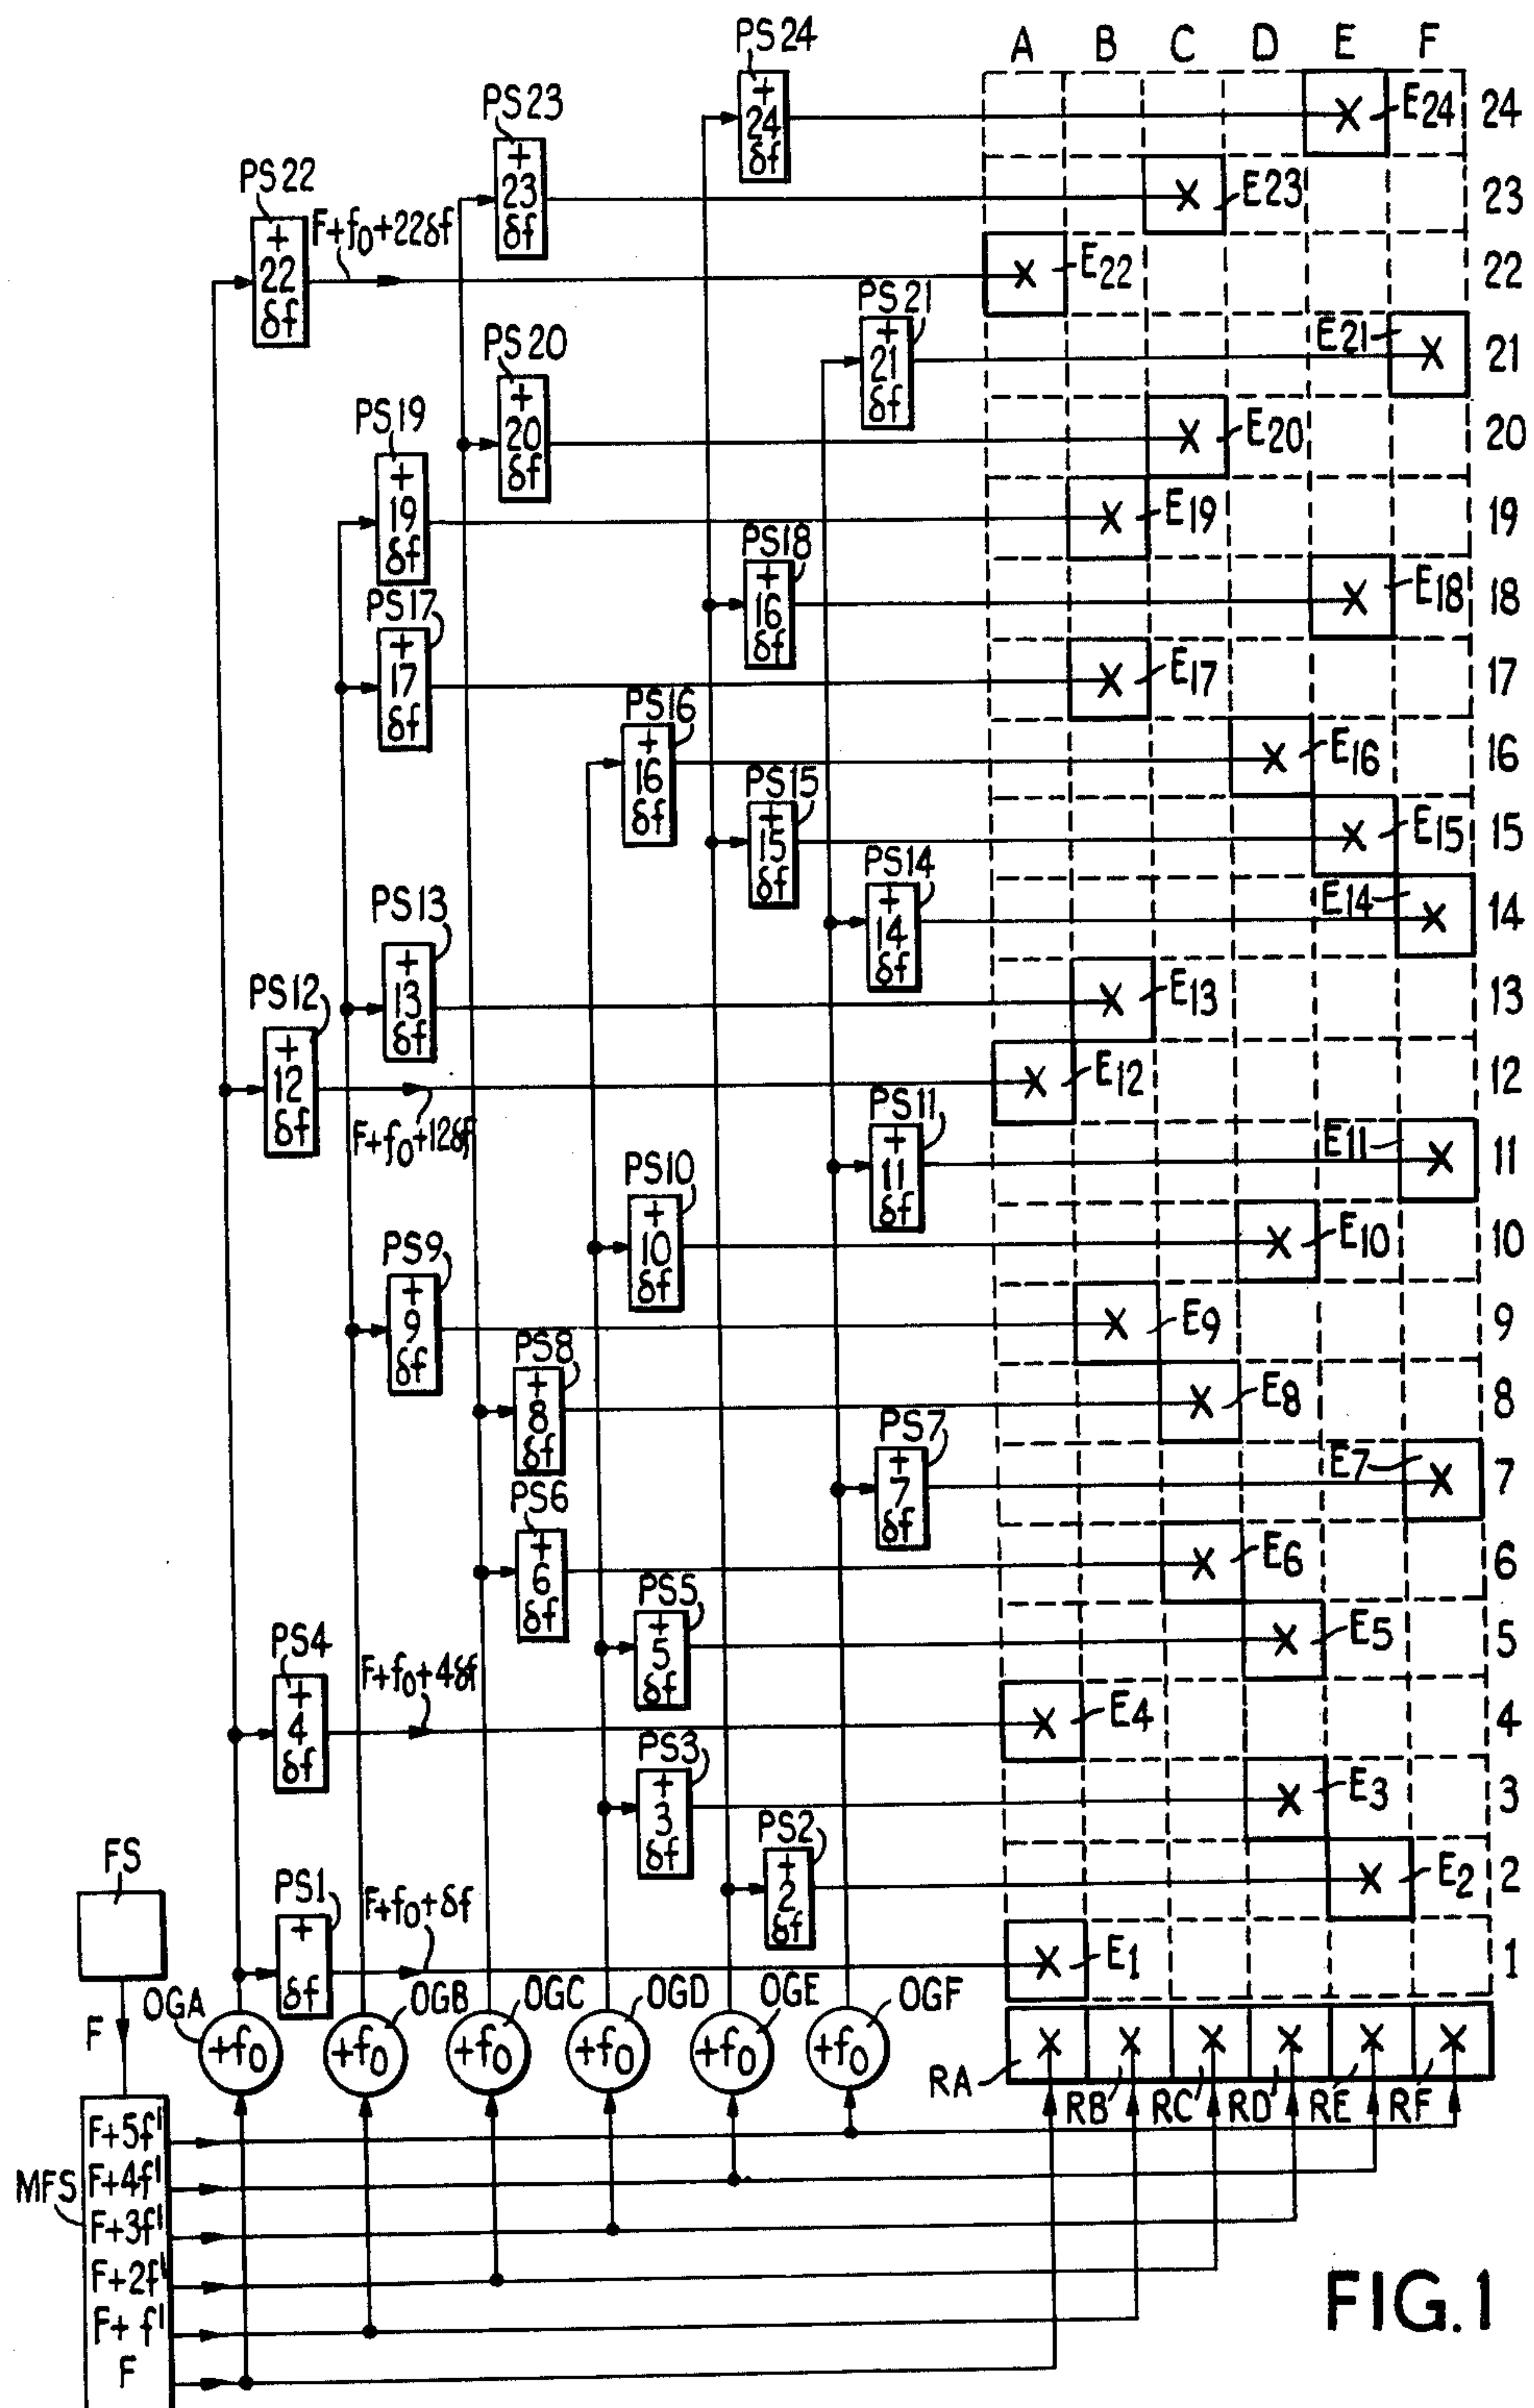 A B C D E F
PS24
+ 24 δf
E24 24
PS23
+ 23 δf
E23 23
PS22
+ 22 δf
F+f0+22δf
E22 22
PS21
+ 21 δf
E21 21
PS20
+ 20 δf
E20 20
PS19
+ 19 δf
E19 19
PS18
+ 16 δf
E18 18
PS17
+ 17 δf
E17 17
PS16
+ 16 δf
E16 16
PS15
+ 15 δf
E15 15
PS14
+ 14 δf
E14 14
PS13
+ 13 δf
E13 13
PS12
+ 12 δf
F+f0+12δf
E12 12
PS11
+ 11 δf
E11 11
PS10
+ 10 δf
E10 10
PS9
+ 9 δf
E9 9
PS8
+ 8 δf
E8 8
PS7
+ 7 δf
E7 7
PS6
+ 6 δf
E6 6
PS5
+ 5 δf
E5 5
PS4
+ 4 δf
F+f0+4δf
E4 4
PS3
+ 3 δf
E3 3
PS2
+ 2 δf
E2 2
FS
PS1
+ δf
F+f0+δf
E1 1
F
OGA OGB OGC OGD OGE OGF
+f0 +f0 +f0 +f0 +f0 +f0
RA RB RC RD RE RF
MFS
F+5f'
F+4f'
F+3f'
F+2f'
F+ f'
F
FIG.1